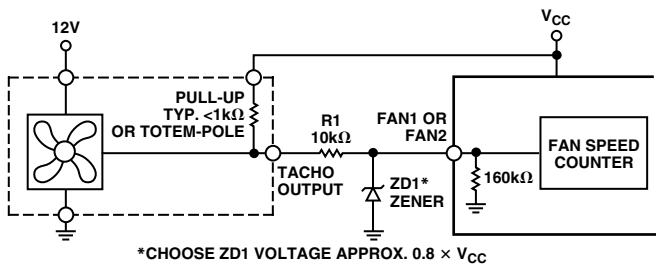 12V
VCC
PULL-UP
TYP. <1kΩ
OR TOTEM-POLE
R1
10kΩ
FAN1 OR
FAN2
TACHO
OUTPUT
ZD1*
ZENER
160kΩ
FAN SPEED
COUNTER
*CHOOSE ZD1 VOLTAGE APPROX. 0.8 × VCC